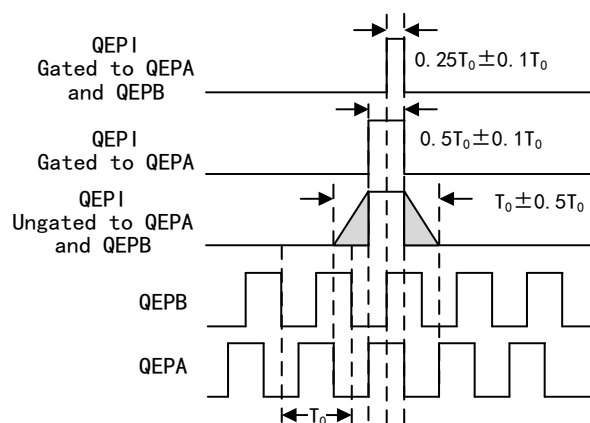 QEPI
Gated to QEPA
and QEPB
0.25T₀±0.1T₀
QEPI
Gated to QEPA
0.5T₀±0.1T₀
QEPI
Ungated to QEPA
and QEPB
T₀±0.5T₀
QEPB
QEPA
T₀